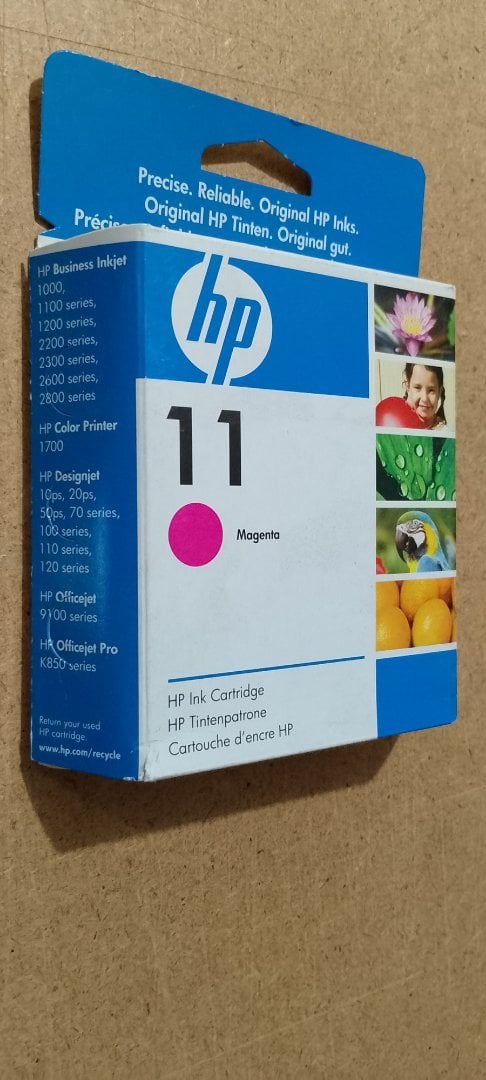 Precise. Reliable. Original HP Inks.
Original HP Tinten. Original gut.
HP Business Inkjet
1000,
1100 series,
1200 series,
2200 series,
2300 series,
2600 series,
2800 series
HP Color Printer
1700
HP Designjet
10ps, 20ps,
50ps, 70 series,
100 series,
110 series,
120 series
HP Officejet
9100 series
HP Officejet Pro
K850 series
Return your used
HP cartridge.
www.hp.com/recycle
hp
11
Magenta
HP Ink Cartridge
HP Tintenpatrone
Cartouche d'encre HP